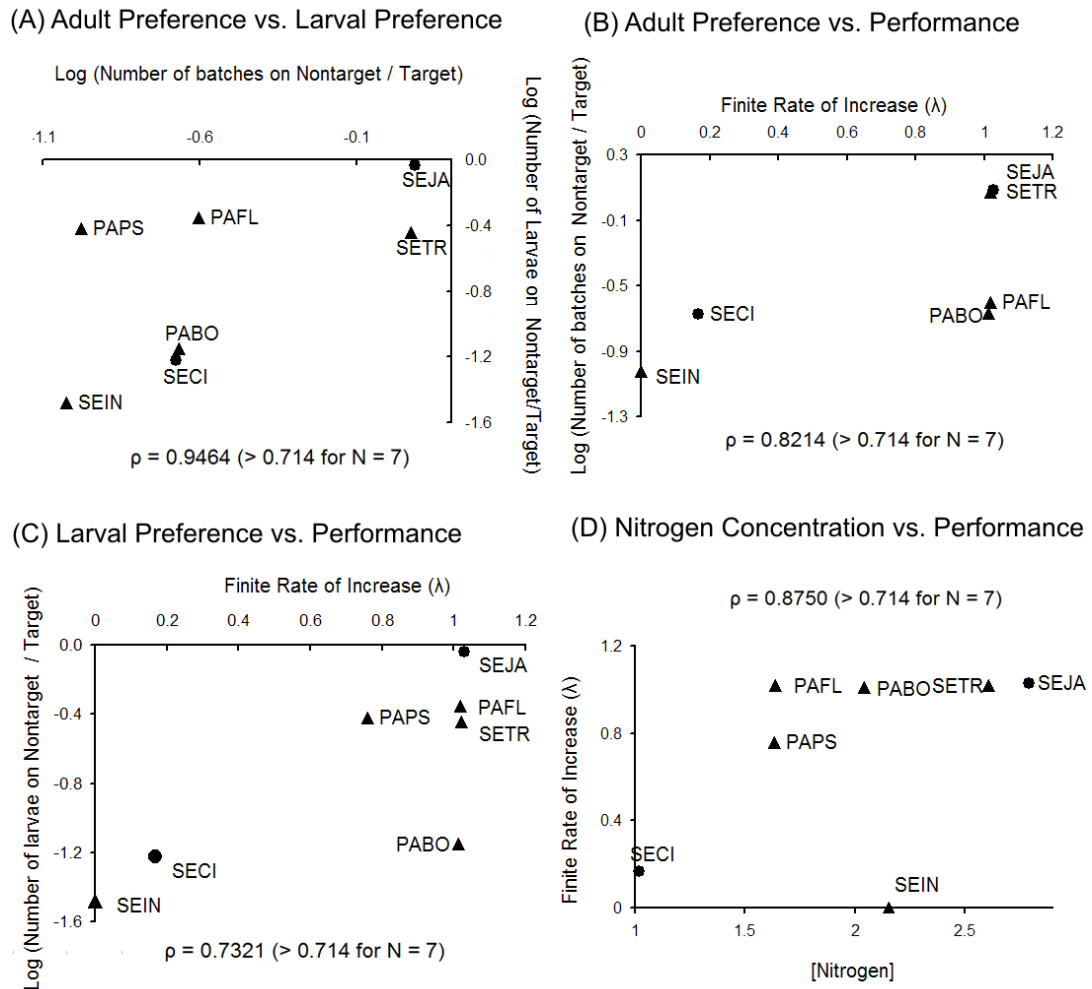 (A) Adult Preference vs. Larval Preference
Log (Number of batches on Nontarget / Target)
-1.1
-0.6
-0.1
0.0
-0.4
-0.8
-1.2
-1.6
Log (Number of Larvae on Nontarget/Target)
SEJA
PAPS
PAFL
SETR
PABO
SECI
SEIN
ρ = 0.9464 (> 0.714 for N = 7)
(B) Adult Preference vs. Performance
Finite Rate of Increase (λ)
0
0.2
0.4
0.6
0.8
1
1.2
Log (Number of batches on Nontarget / Target)
0.3
-0.1
-0.5
-0.9
-1.3
SEJA
SETR
SECI
PAFL
PABO
SEIN
ρ = 0.8214 (> 0.714 for N = 7)
(C) Larval Preference vs. Performance
Finite Rate of Increase (λ)
0
0.2
0.4
0.6
0.8
1
1.2
Log (Number of larvae on Nontarget / Target)
0.0
-0.4
-0.8
-1.2
-1.6
SEJA
PAPS
PAFL
SETR
PABO
SECI
SEIN
ρ = 0.7321 (> 0.714 for N = 7)
(D) Nitrogen Concentration vs. Performance
ρ = 0.8750 (> 0.714 for N = 7)
Finite Rate of Increase (λ)
1.2
0.8
0.4
0
PAFL
PABO
SETR
SEJA
PAPS
SECI
SEIN
1
1.5
2
2.5
[Nitrogen]